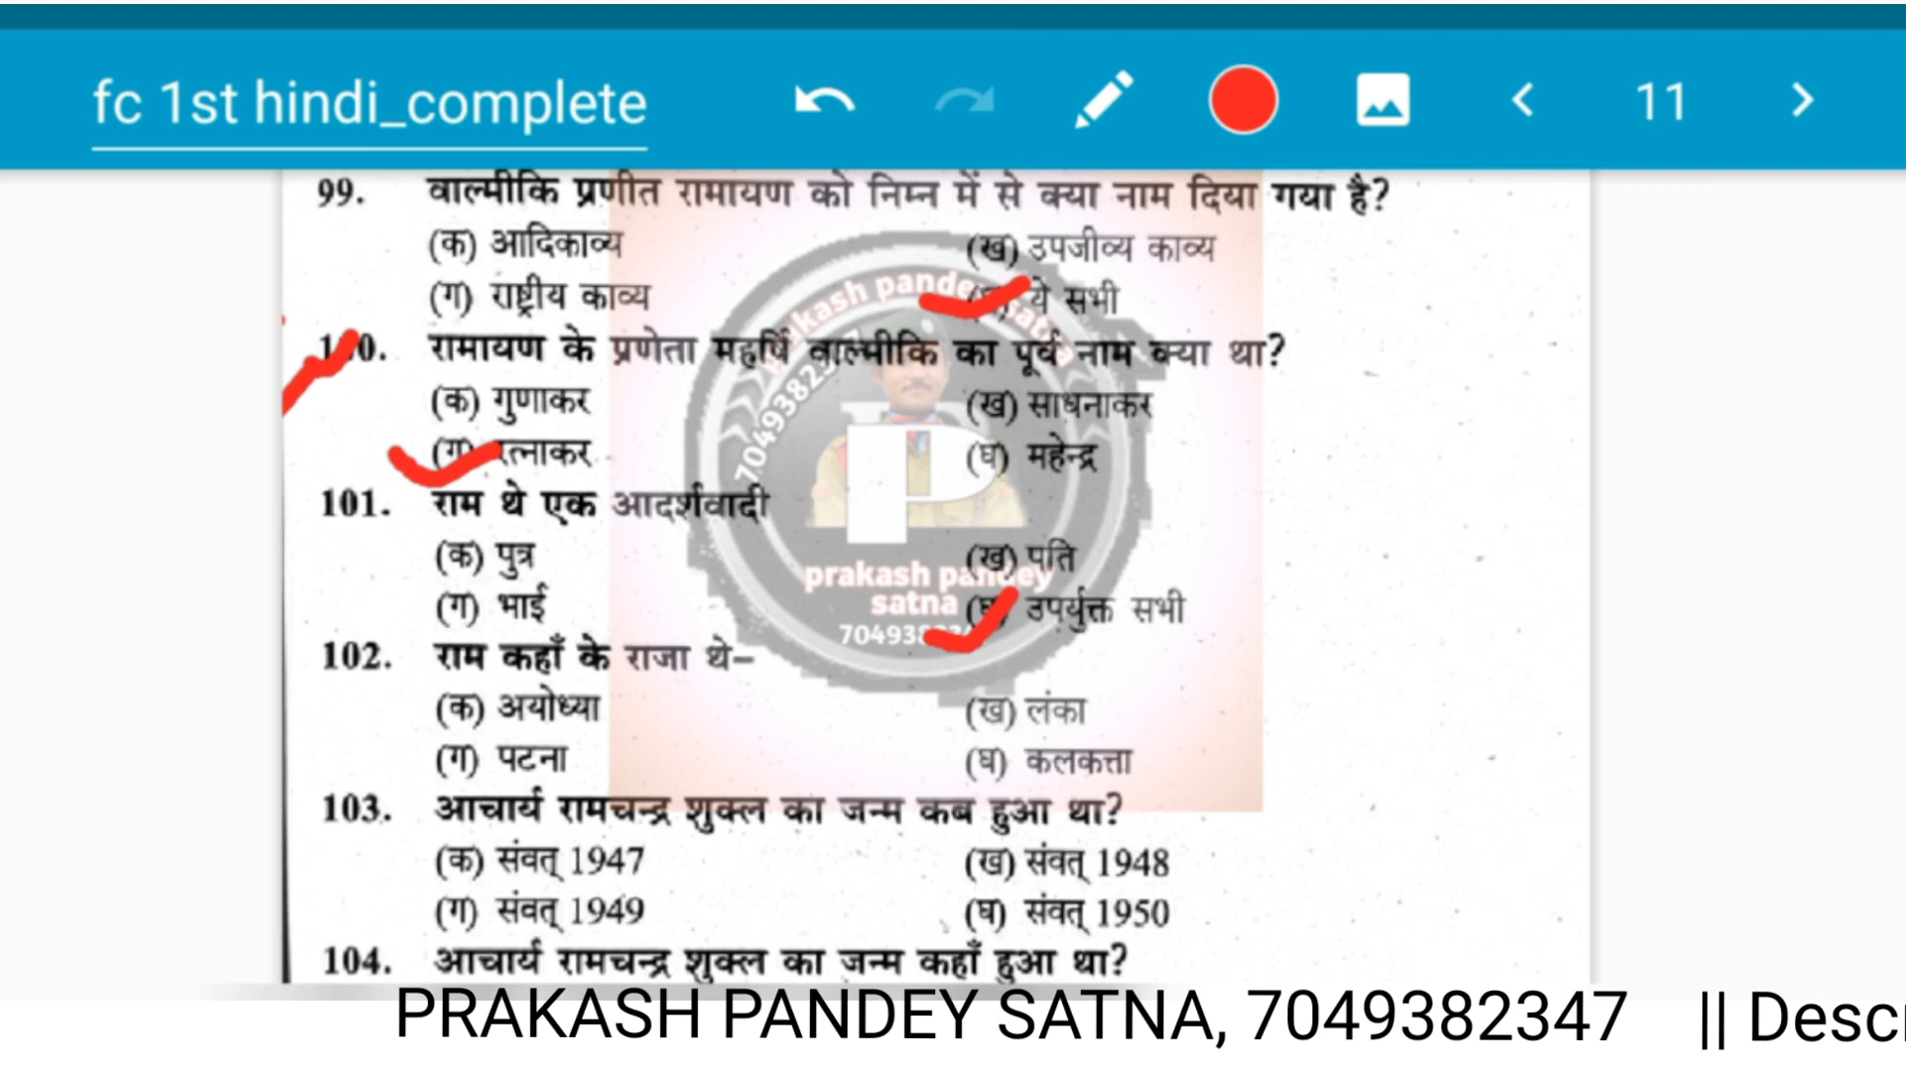 fc 1st hindi_complete
11
99. वाल्मीकि प्रणीत रामायण को निम्न में से क्या नाम दिया गया है?
(क) आदिकाव्य (ख) उपजीव्य काव्य
(ग) राष्ट्रीय काव्य ये सभी
रामायण के प्रणेता महर्षि वाल्मीकि का पूर्व नाम क्या था?
(क) गुणाकर (ख) साधनाकर
(ग) रत्नाकर (घ) महेन्द्र
101. राम थे एक आदर्शवादी
(क) पुत्र (ख) पति
(ग) भाई (घ) उपर्युक्त सभी
102. राम कहाँ के राजा थे–
(क) अयोध्या (ख) लंका
(ग) पटना (घ) कलकत्ता
103. आचार्य रामचन्द्र शुक्ल का जन्म कब हुआ था?
(क) संवत् 1947 (ख) संवत् 1948
(ग) संवत् 1949 (घ) संवत् 1950
104. आचार्य रामचन्द्र शुक्ल का जन्म कहाँ हुआ था?
prakash pandey
satna
P
PRAKASH PANDEY SATNA, 7049382347 || Descr